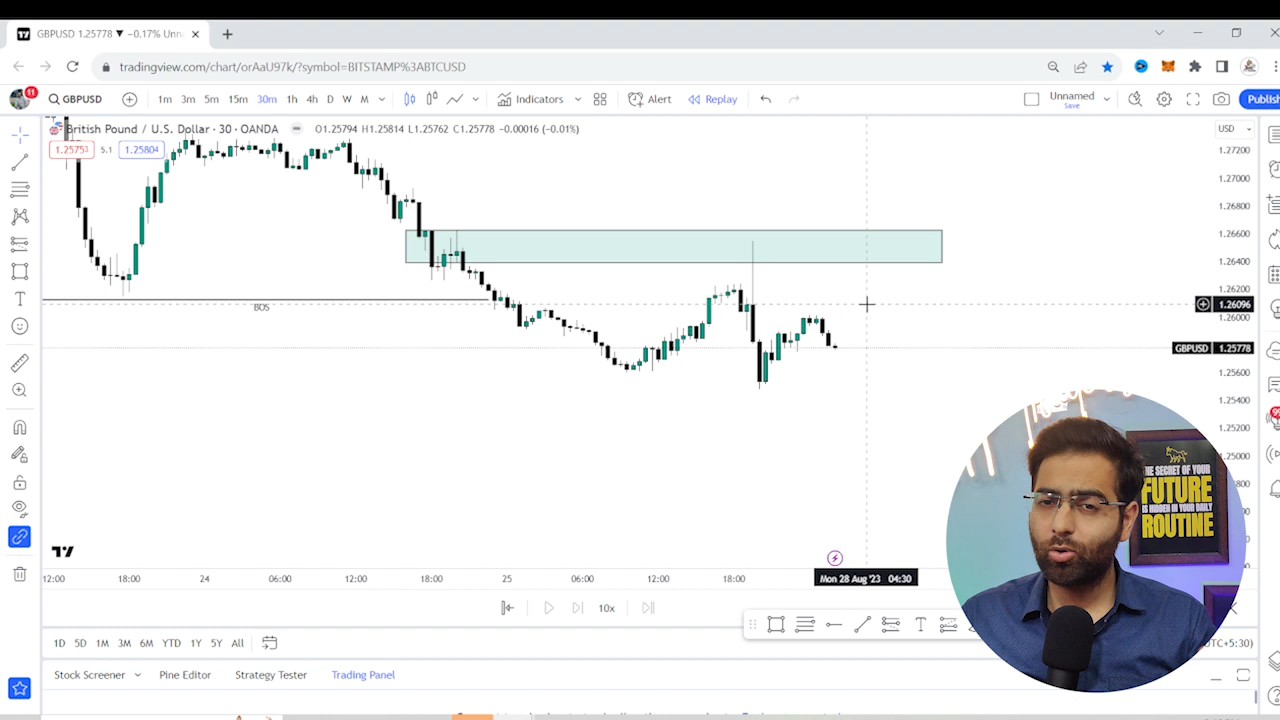 GBPUSD 1.25778 ▼ −0.17% Unn
tradingview.com/chart/orAaU97k/?symbol=BITSTAMP%3ABTCUSD
11
GBPUSD
1m 3m 5m 15m 30m 1h 4h D W M
Indicators
Alert
Replay
Unnamed
Save
Publish
British Pound / U.S. Dollar · 30 · OANDA
O1.25794 H1.25814 L1.25762 C1.25778 −0.00016 (−0.01%)
1.25753 5.1 1.25804
USD
1.27200
1.27000
1.26800
1.26600
1.26400
1.26200
BOS
1.26096
1.26000
GBPUSD 1.25778
1.25600
1.25400
1.25200
1.25000
THE SECRET OF YOUR
FUTURE
IS HIDDEN IN YOUR DAILY
ROUTINE
12:00 18:00 24 06:00 12:00 18:00 25 06:00 12:00 18:00 Mon 28 Aug '23 04:30
10x
1D 5D 1M 3M 6M YTD 1Y 5Y All
UTC+5:30)
Stock Screener Pine Editor Strategy Tester Trading Panel